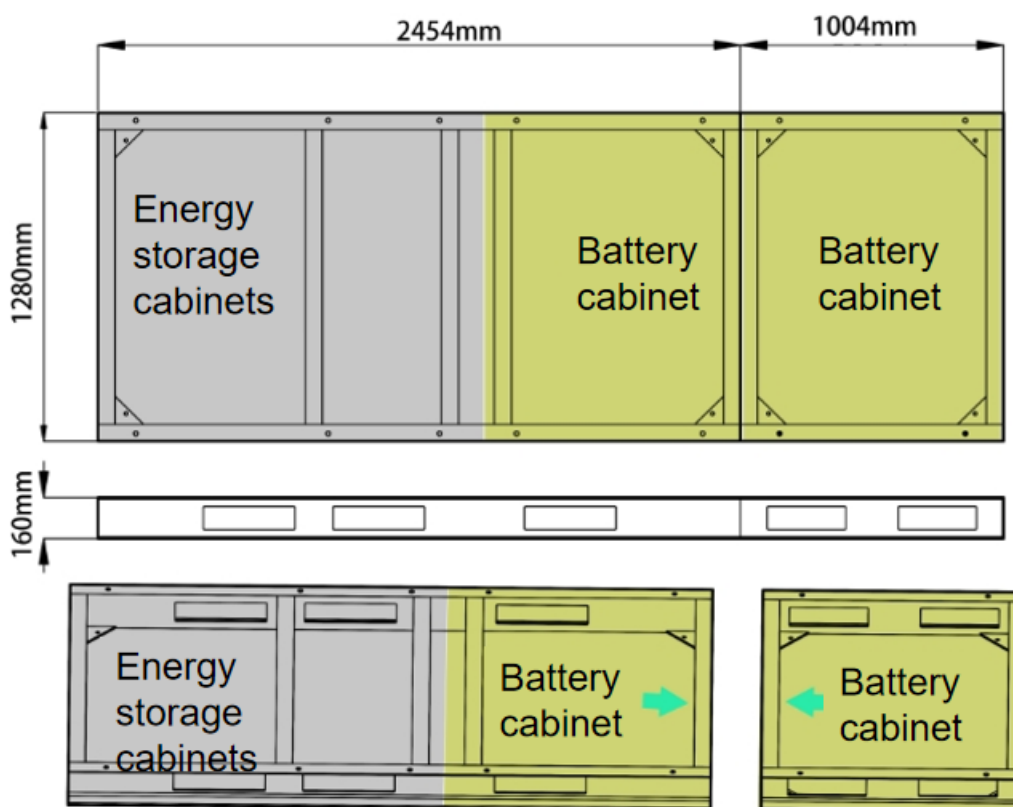 2454mm
1004mm
1280mm
Energy
storage
cabinets
Battery
cabinet
Battery
cabinet
160mm
Energy
storage
cabinets
Battery
cabinet
Battery
cabinet